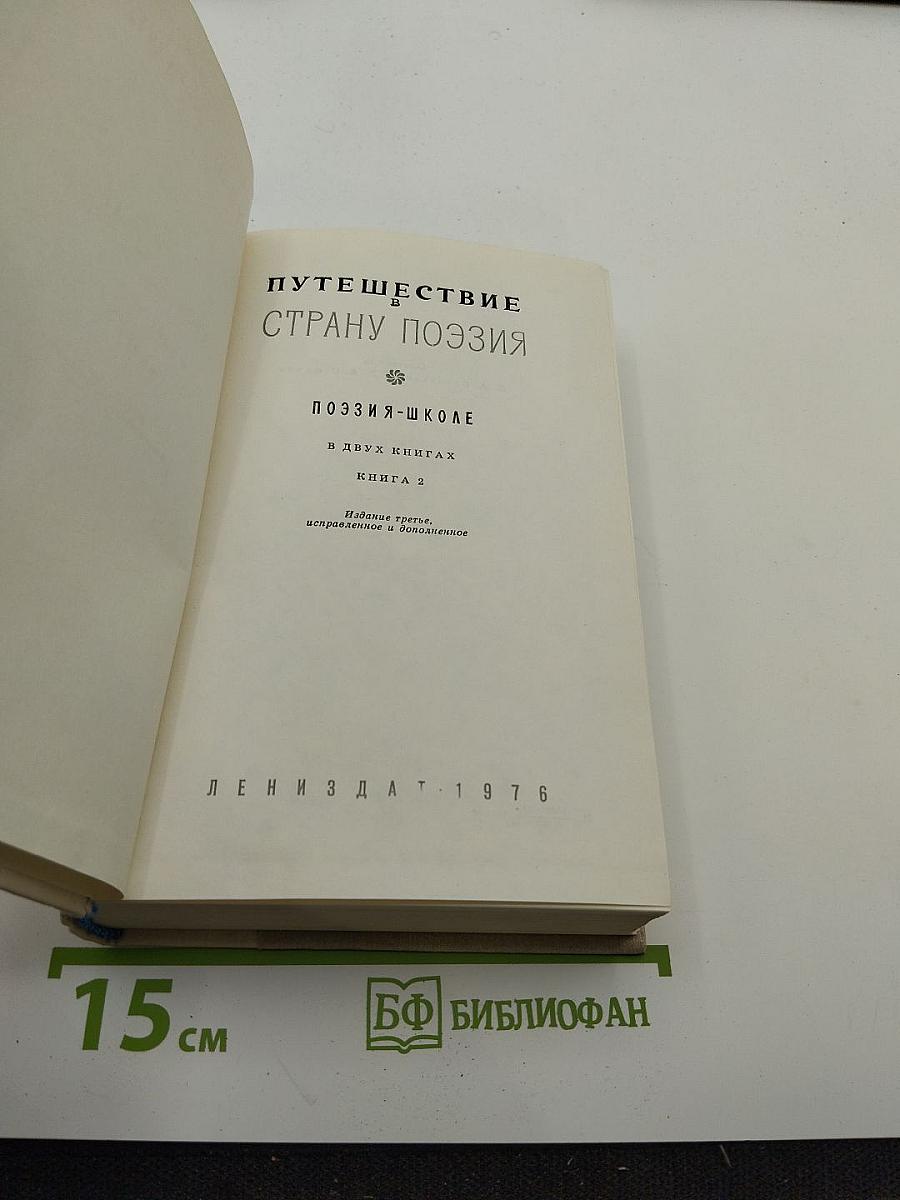 ПУТЕШЕСТВИЕ
В
СТРАНУ ПОЭЗИЯ
ПОЭЗИЯ-ШКОЛЕ
В ДВУХ КНИГАХ
КНИГА 2
Издание третье,
исправленное и дополненное
ЛЕНИЗДАТ·1976
15 см
БФ БИБЛИОФАН